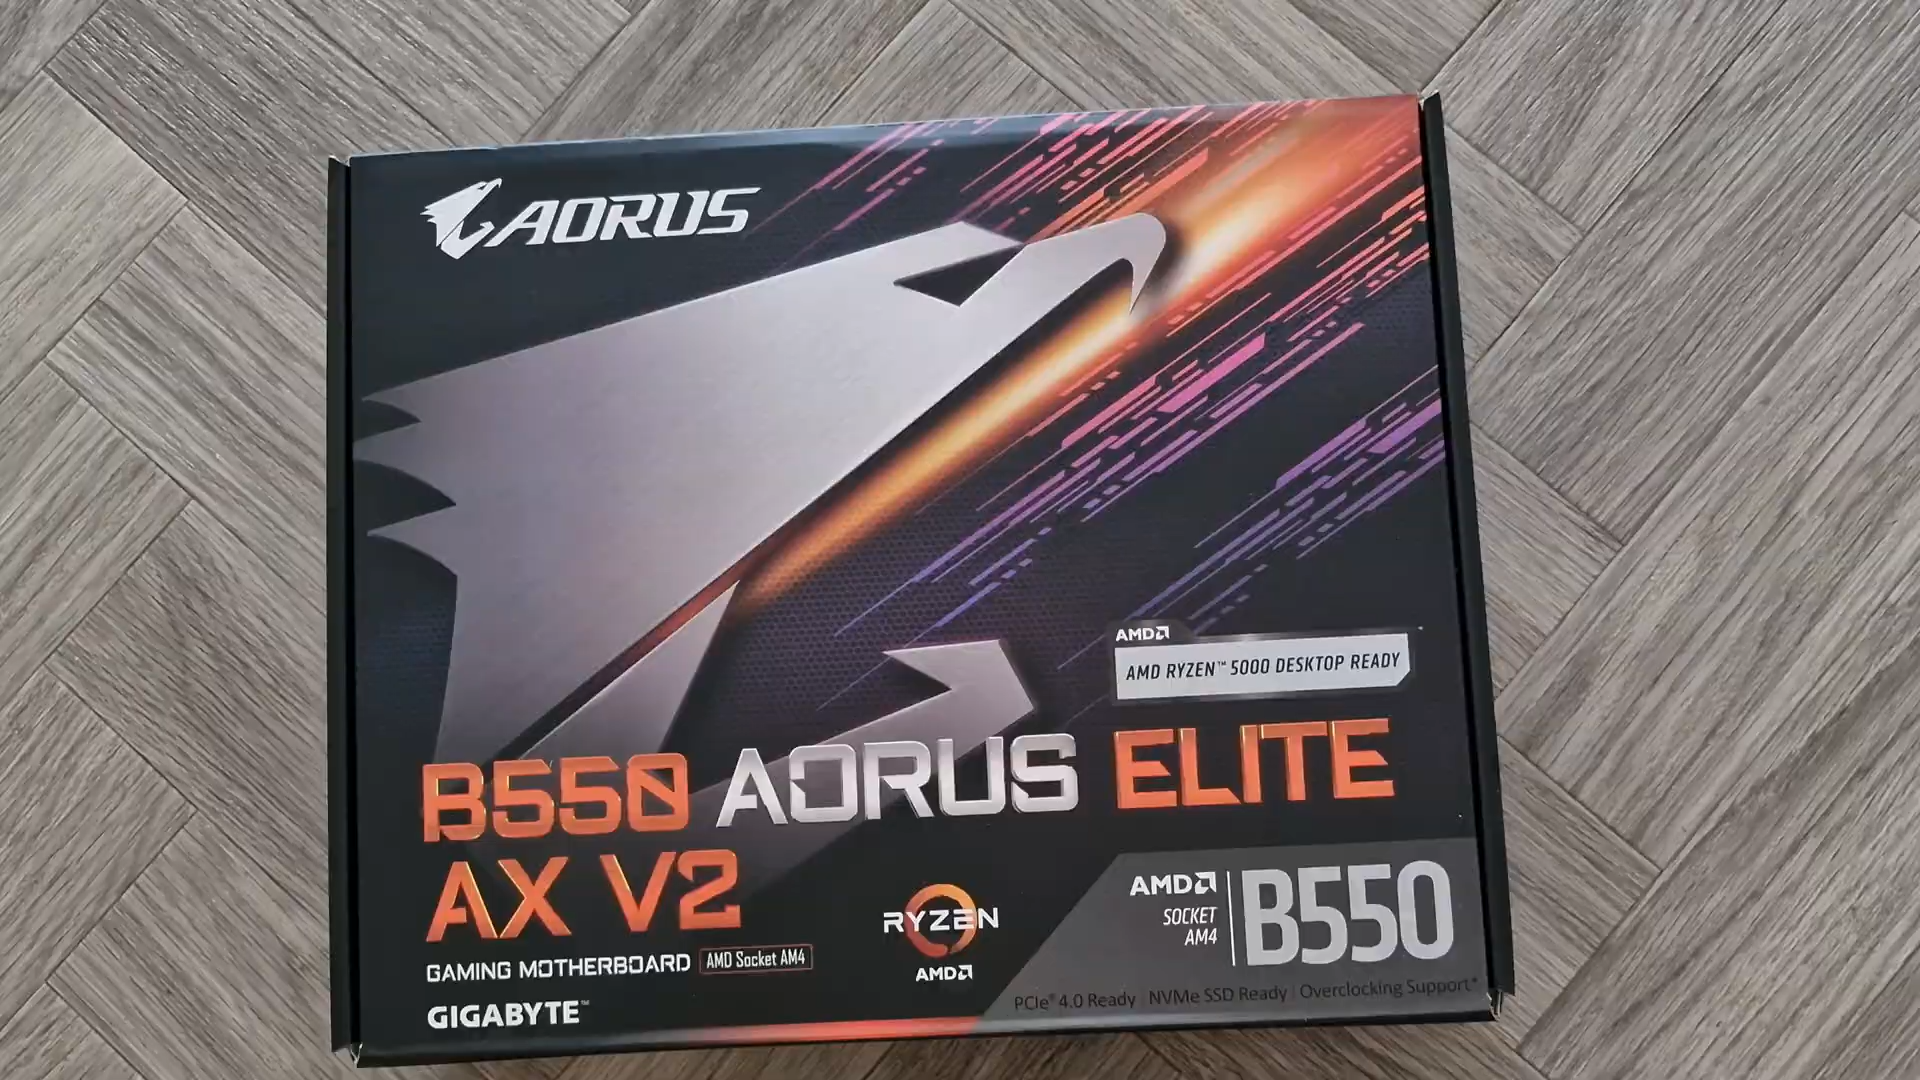 AORUS
AMD
AMD RYZEN™ 5000 DESKTOP READY
B550 AORUS ELITE
AX V2
GAMING MOTHERBOARD AMD Socket AM4
GIGABYTE™
RYZEN
AMD
AMD
SOCKET
AM4
B550
PCIe® 4.0 Ready | NVMe SSD Ready | Overclocking Support*